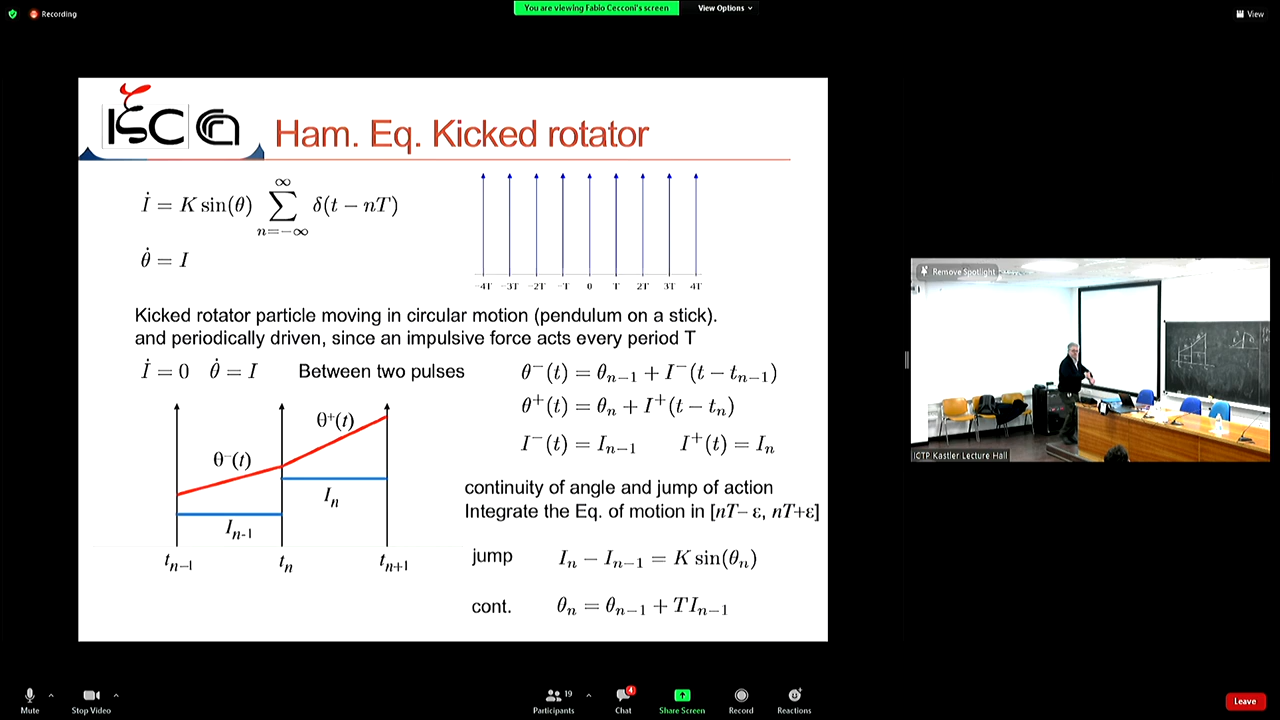 Recording
You are viewing Fabio Cecconi's screen
View Options
View
ISC
cnr
Ham. Eq. Kicked rotator
İ = K sin(θ) ∑_{n=−∞}^{∞} δ(t − nT)
θ̇ = I
-4T -3T -2T -T 0 T 2T 3T 4T
Kicked rotator particle moving in circular motion (pendulum on a stick).
and periodically driven, since an impulsive force acts every period T
İ = 0 θ̇ = I Between two pulses
θ⁻(t) = θ_{n−1} + I⁻(t − t_{n−1})
θ⁺(t) = θ_n + I⁺(t − t_n)
I⁻(t) = I_{n−1} I⁺(t) = I_n
θ⁺(t)
θ⁻(t)
I_n
I_{n-1}
t_{n−1} t_n t_{n+1}
continuity of angle and jump of action
Integrate the Eq. of motion in [nT− ε, nT+ε]
jump I_n − I_{n−1} = K sin(θ_n)
cont. θ_n = θ_{n−1} + T I_{n−1}
Remove Spotlight
ICTP Kastler Lecture Hall
Mute
Stop Video
19
Participants
4
Chat
Share Screen
Record
Reactions
Leave